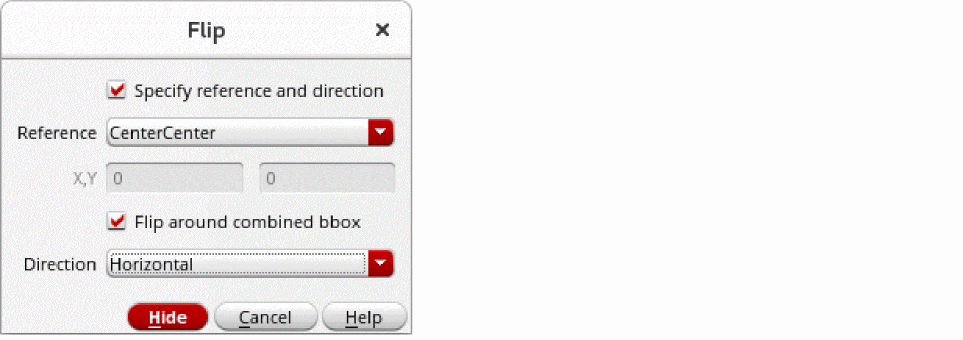 Flip
Specify reference and direction
Reference CenterCenter
X,Y 0 0
Flip around combined bbox
Direction Horizontal
Hide Cancel Help